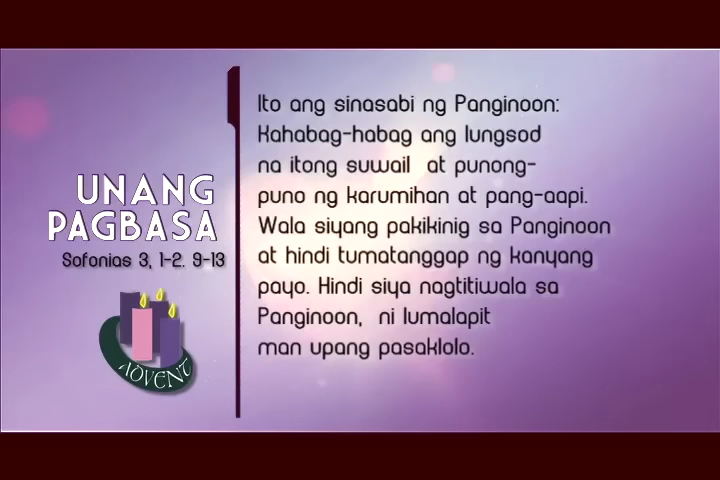 UNANG
PAGBASA
Sofonias 3, 1-2. 9-13
ADVENT
Ito ang sinasabi ng Panginoon:
Kahabag-habag ang lungsod
na itong suwail at punong-
puno ng karumihan at pang-aapi.
Wala siyang pakikinig sa Panginoon
at hindi tumatanggap ng kanyang
payo. Hindi siya nagtitiwala sa
Panginoon, ni lumalapit
man upang pasaklolo.